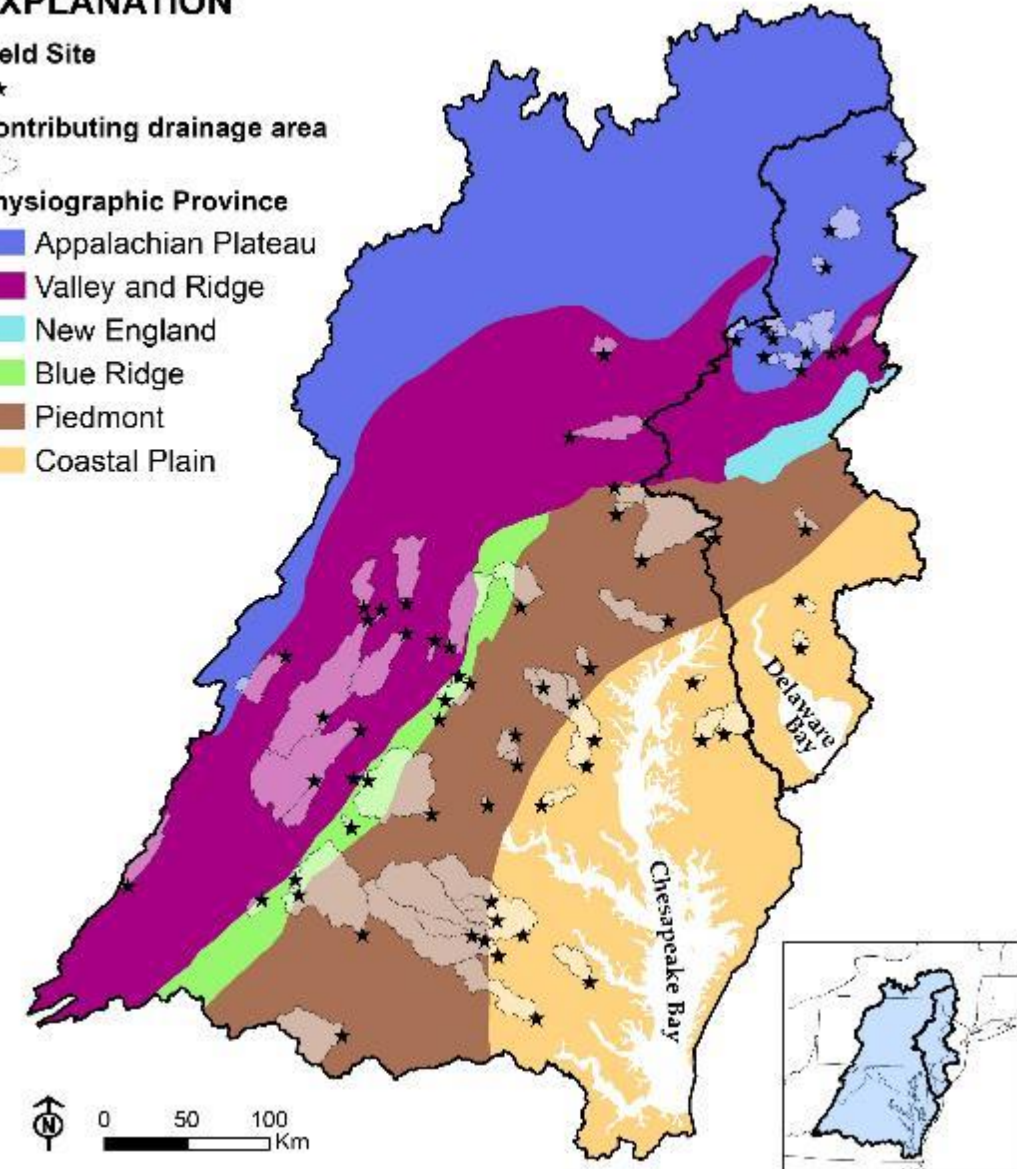 XPLANATION
eld Site
ontributing drainage area
hysiographic Province
Appalachian Plateau
Valley and Ridge
New England
Blue Ridge
Piedmont
Coastal Plain
Delaware
Bay
Chesapeake Bay
N
0 50 100
Km